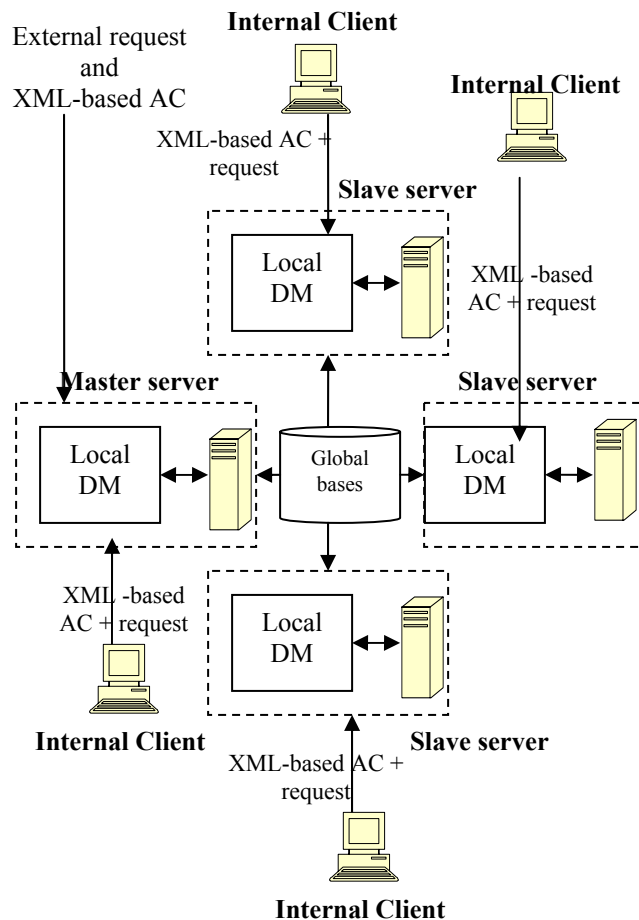 External request
and
XML-based AC
Internal Client
Internal Client
XML-based AC +
request
Slave server
Local
DM
XML -based
AC + request
Master server
Slave server
Local
DM
Global
bases
Local
DM
XML -based
AC + request
Local
DM
Internal Client
Slave server
XML-based AC +
request
Internal Client